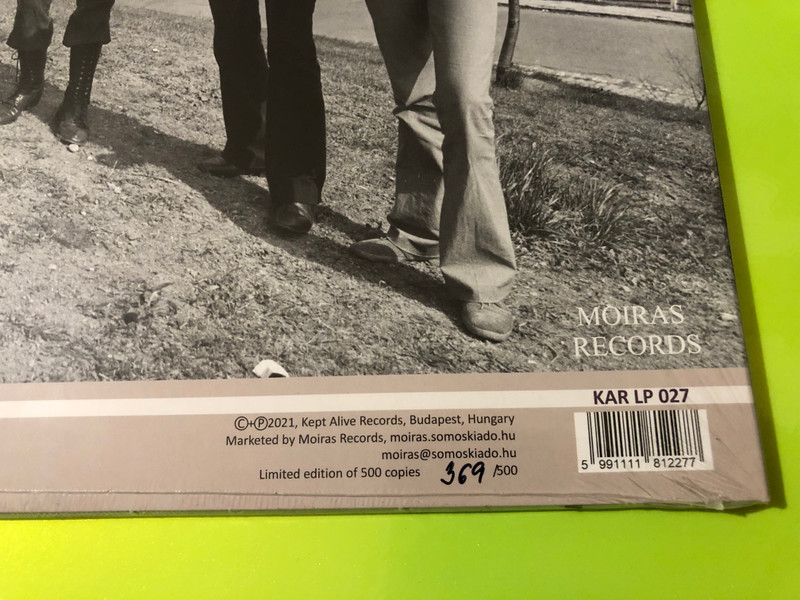 MOIRAS
RECORDS
KAR LP 027
©+Ⓟ2021, Kept Alive Records, Budapest, Hungary
Marketed by Moiras Records, moiras.somoskiado.hu
moiras@somoskiado.hu
Limited edition of 500 copies 369 /500
5 991111 812277